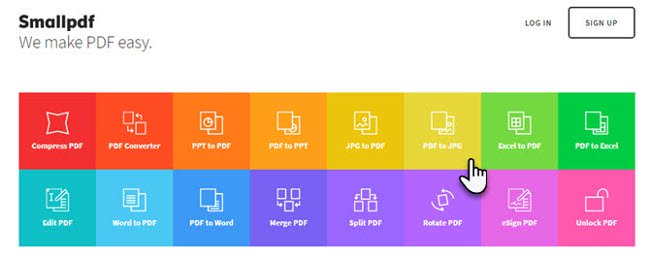 Smallpdf
We make PDF easy.
LOG IN
SIGN UP
Compress PDF
PDF Converter
PPT to PDF
PDF to PPT
JPG to PDF
PDF to JPG
Excel to PDF
PDF to Excel
Edit PDF
Word to PDF
PDF to Word
Merge PDF
Split PDF
Rotate PDF
eSign PDF
Unlock PDF